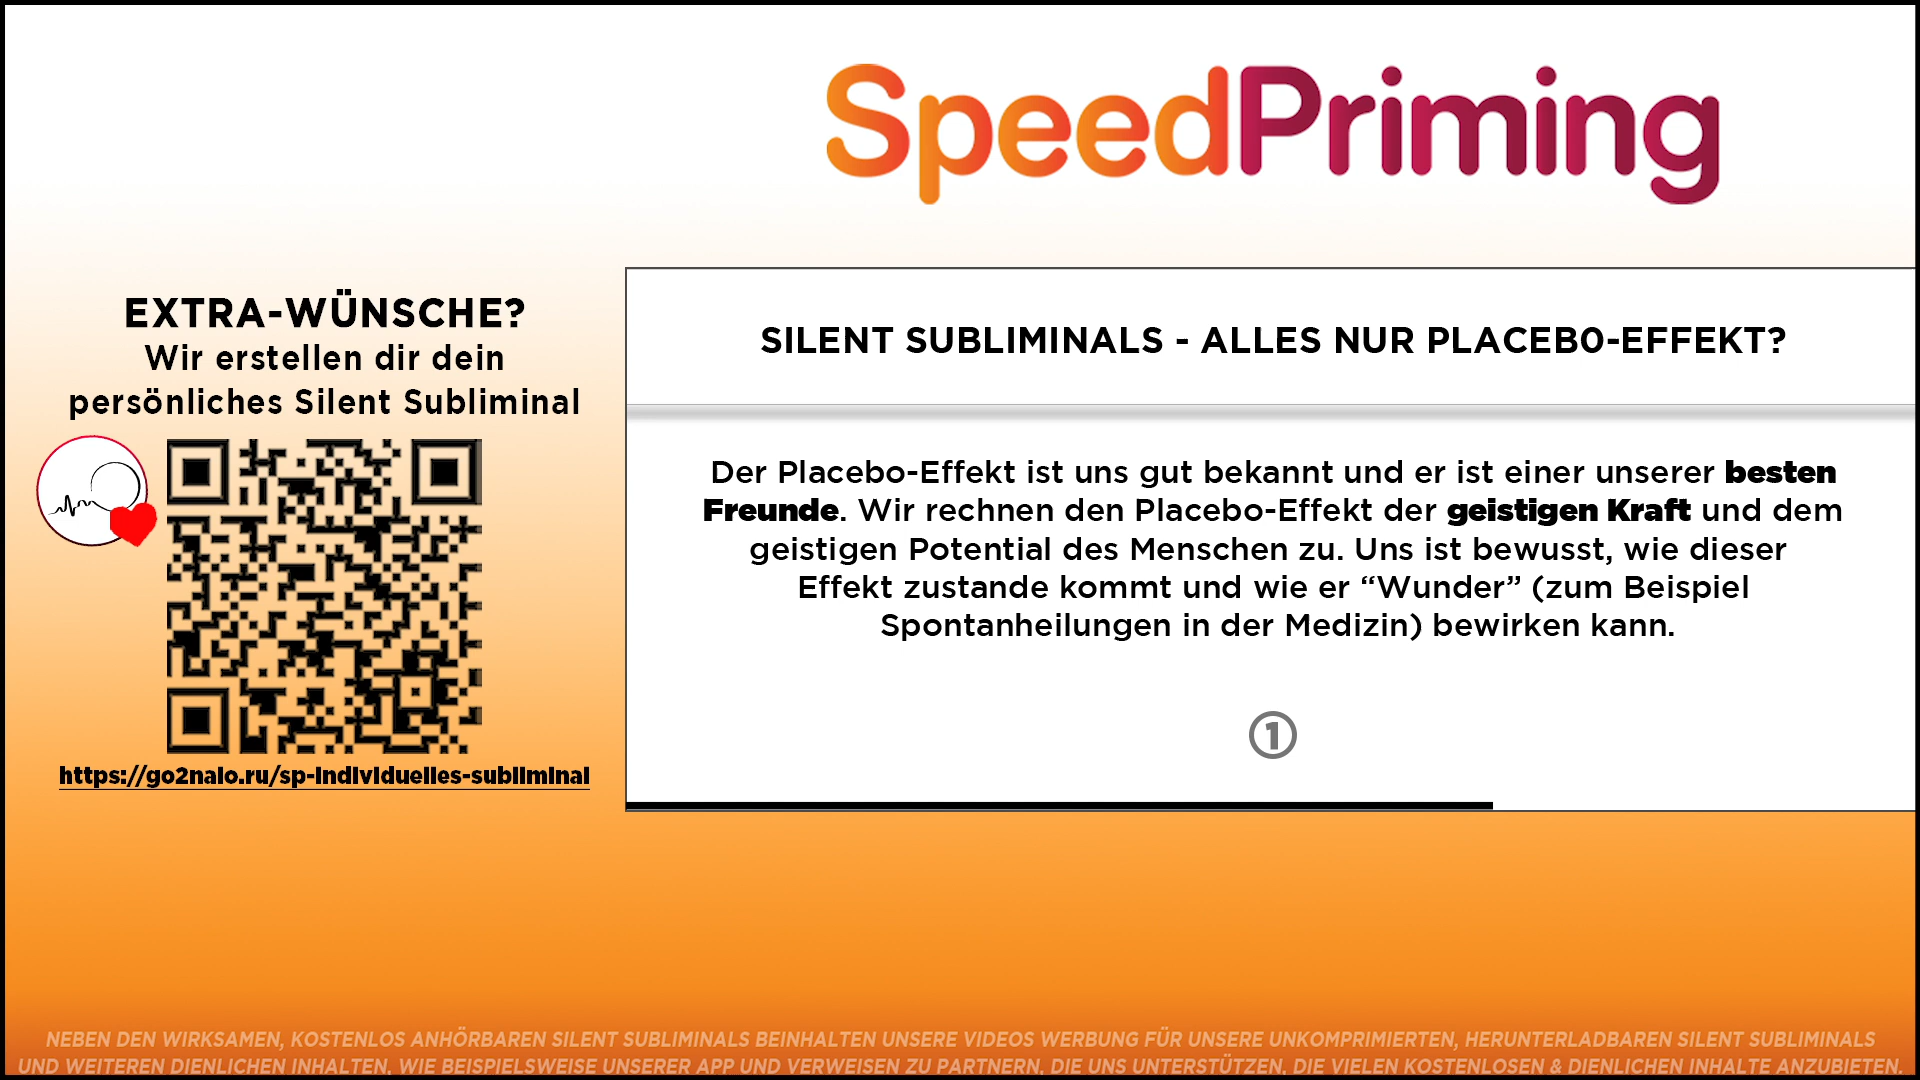 SpeedPriming
EXTRA-WÜNSCHE?
Wir erstellen dir dein
persönliches Silent Subliminal
https://go2nalo.ru/sp-individuelles-subliminal
SILENT SUBLIMINALS - ALLES NUR PLACEB0-EFFEKT?
Der Placebo-Effekt ist uns gut bekannt und er ist einer unserer besten
Freunde. Wir rechnen den Placebo-Effekt der geistigen Kraft und dem
geistigen Potential des Menschen zu. Uns ist bewusst, wie dieser
Effekt zustande kommt und wie er “Wunder” (zum Beispiel
Spontanheilungen in der Medizin) bewirken kann.
1
NEBEN DEN WIRKSAMEN, KOSTENLOS ANHÖRBAREN SILENT SUBLIMINALS BEINHALTEN UNSERE VIDEOS WERBUNG FÜR UNSERE UNKOMPRIMIERTEN, HERUNTERLADBAREN SILENT SUBLIMINALS
UND WEITEREN DIENLICHEN INHALTEN, WIE BEISPIELSWEISE UNSERER APP UND VERWEISEN ZU PARTNERN, DIE UNS UNTERSTÜTZEN, DIE VIELEN KOSTENLOSEN & DIENLICHEN INHALTE ANZUBIETEN.